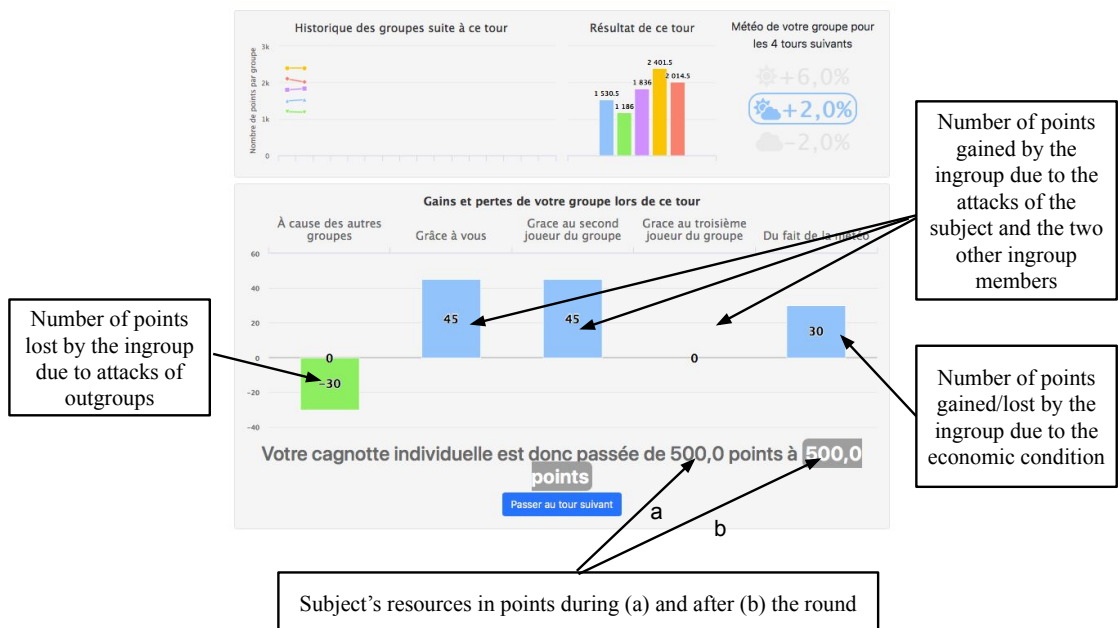 Historique des groupes suite à ce tour
Nombre de points par groupe
3k
2k
1k
0
Résultat de ce tour
1 530.5
1 186
1 836
2 401.5
2 014.5
Météo de votre groupe pour
les 4 tours suivants
+6,0%
+2,0%
-2,0%
Gains et pertes de votre groupe lors de ce tour
À cause des autres
groupes
Grâce à vous
Grace au second
joueur du groupe
Grace au troisième
joueur du groupe
Du fait de la météo
60
40
20
0
-20
-40
0
-30
45
45
0
30
Votre cagnotte individuelle est donc passée de 500,0 points à 500,0
points
Passer au tour suivant
a
b
Number of points
gained by the
ingroup due to the
attacks of the
subject and the two
other ingroup
members
Number of points
lost by the ingroup
due to attacks of
outgroups
Number of points
gained/lost by the
ingroup due to the
economic condition
Subject's resources in points during (a) and after (b) the round